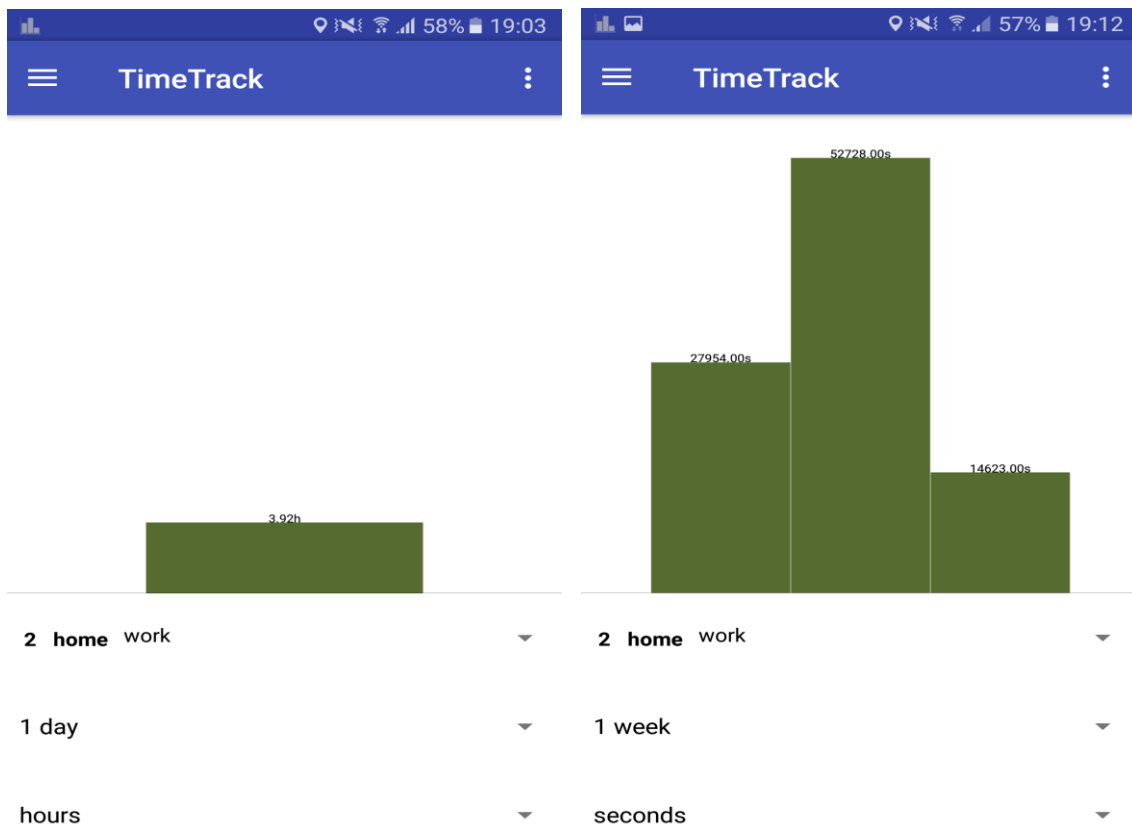 58% 19:03
TimeTrack
3.92h
2 home work
1 day
hours
57% 19:12
TimeTrack
52728.00s
27954.00s
14623.00s
2 home work
1 week
seconds